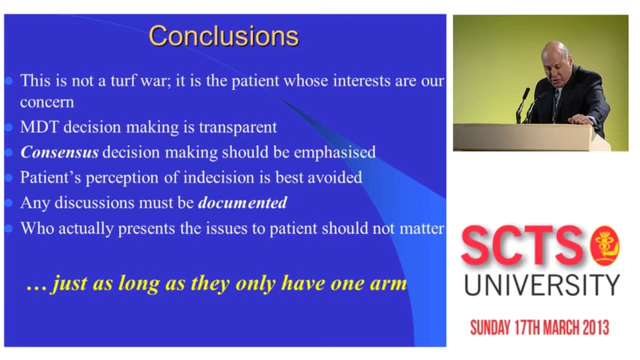 Conclusions
This is not a turf war; it is the patient whose interests are our
concern
MDT decision making is transparent
Consensus decision making should be emphasised
Patient's perception of indecision is best avoided
Any discussions must be documented
Who actually presents the issues to patient should not matter
… just as long as they only have one arm
SCTS
UNIVERSITY
SUNDAY 17TH MARCH 2013